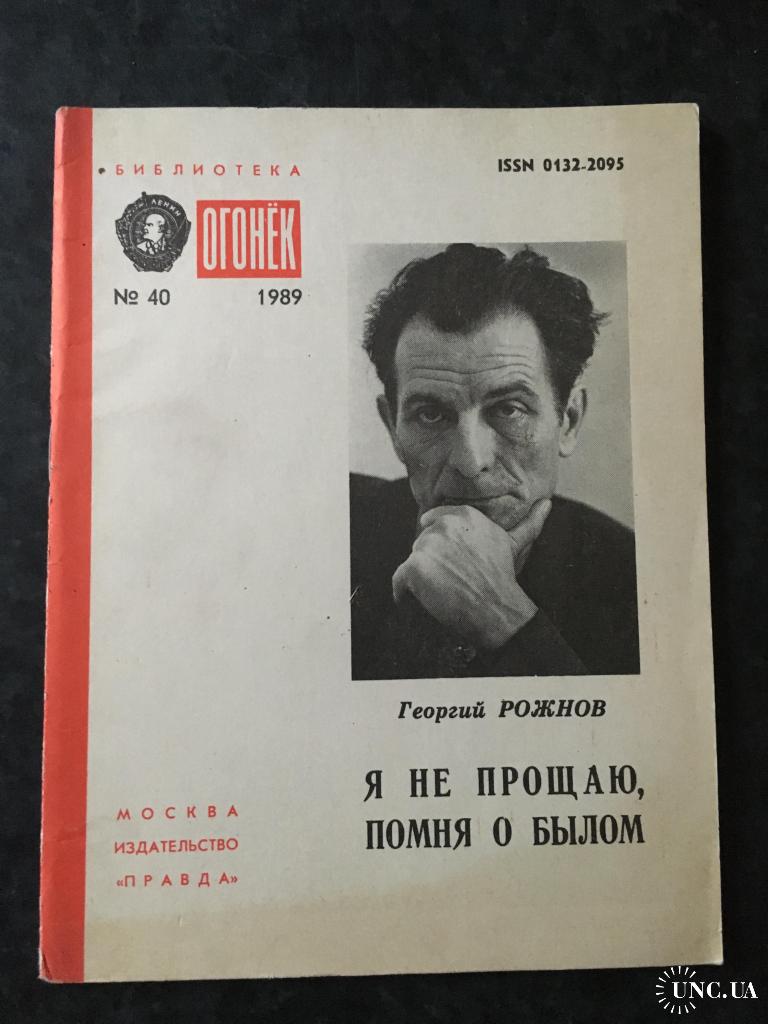 БИБЛИОТЕКА
ISSN 0132-2095
ЛЕНИН
ОГОНЁК
№ 40 1989
Георгий РОЖНОВ
Я НЕ ПРОЩАЮ,
ПОМНЯ О БЫЛОМ
МОСКВА
ИЗДАТЕЛЬСТВО
«ПРАВДА»
UNC.UA